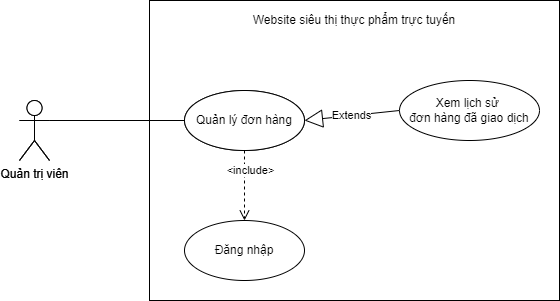 Website siêu thị thực phẩm trực tuyến
Xem lịch sử
đơn hàng đã giao dịch
Extends
Quản lý đơn hàng
<include>
Quản trị viên
Đăng nhập